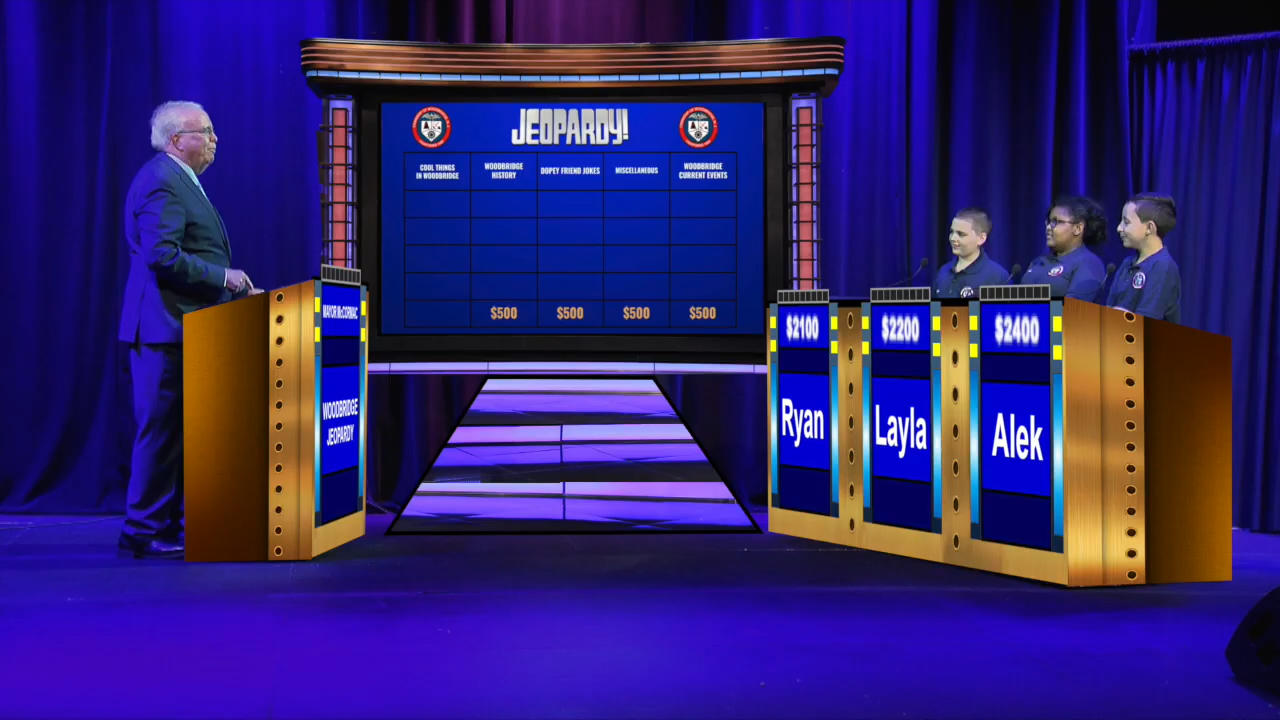 JEOPARDY!
COOL THINGS
IN WOODBRIDGE
WOODBRIDGE
HISTORY
DOPEY FRIEND JOKES
MISCELLANEOUS
WOODBRIDGE
CURRENT EVENTS
$500
$500
$500
$500
MAYOR McCORMAC
WOODBRIDGE
JEOPARDY
$2100
$2200
$2400
Ryan
Layla
Alek